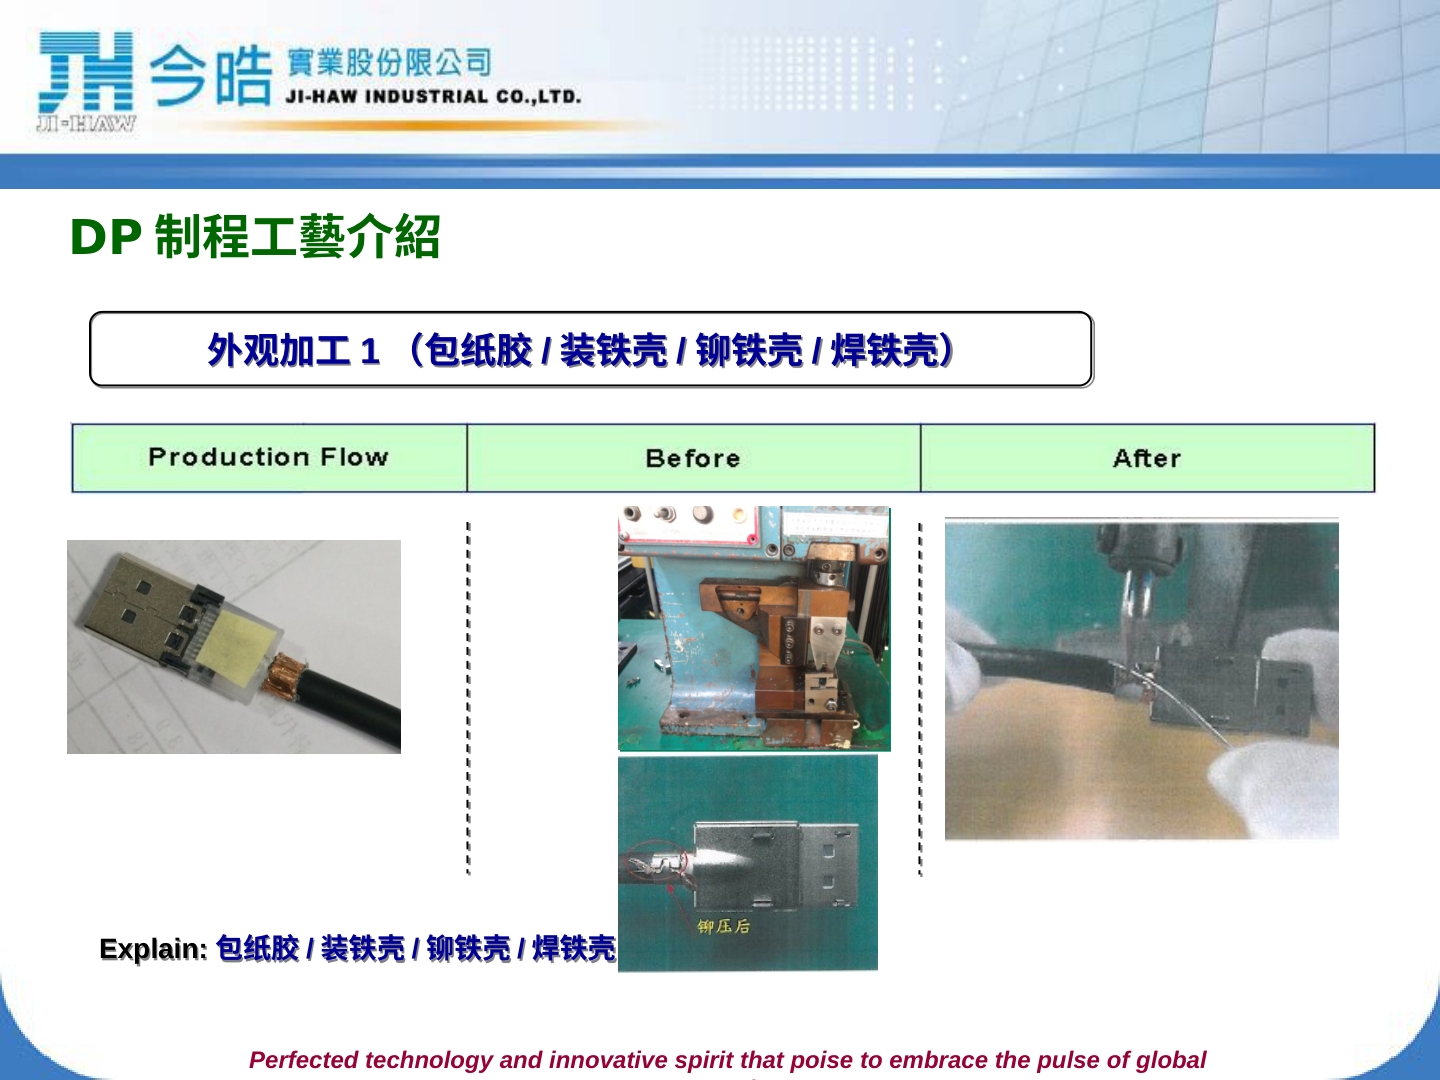 JI-HAW
今皓 實業股份限公司
JI-HAW INDUSTRIAL CO.,LTD.
DP 制程工藝介紹
外观加工 1 （包纸胶 / 装铁壳 / 铆铁壳 / 焊铁壳）
Production Flow Before After
铆压后
Explain: 包纸胶 / 装铁壳 / 铆铁壳 / 焊铁壳
Perfected technology and innovative spirit that poise to embrace the pulse of global